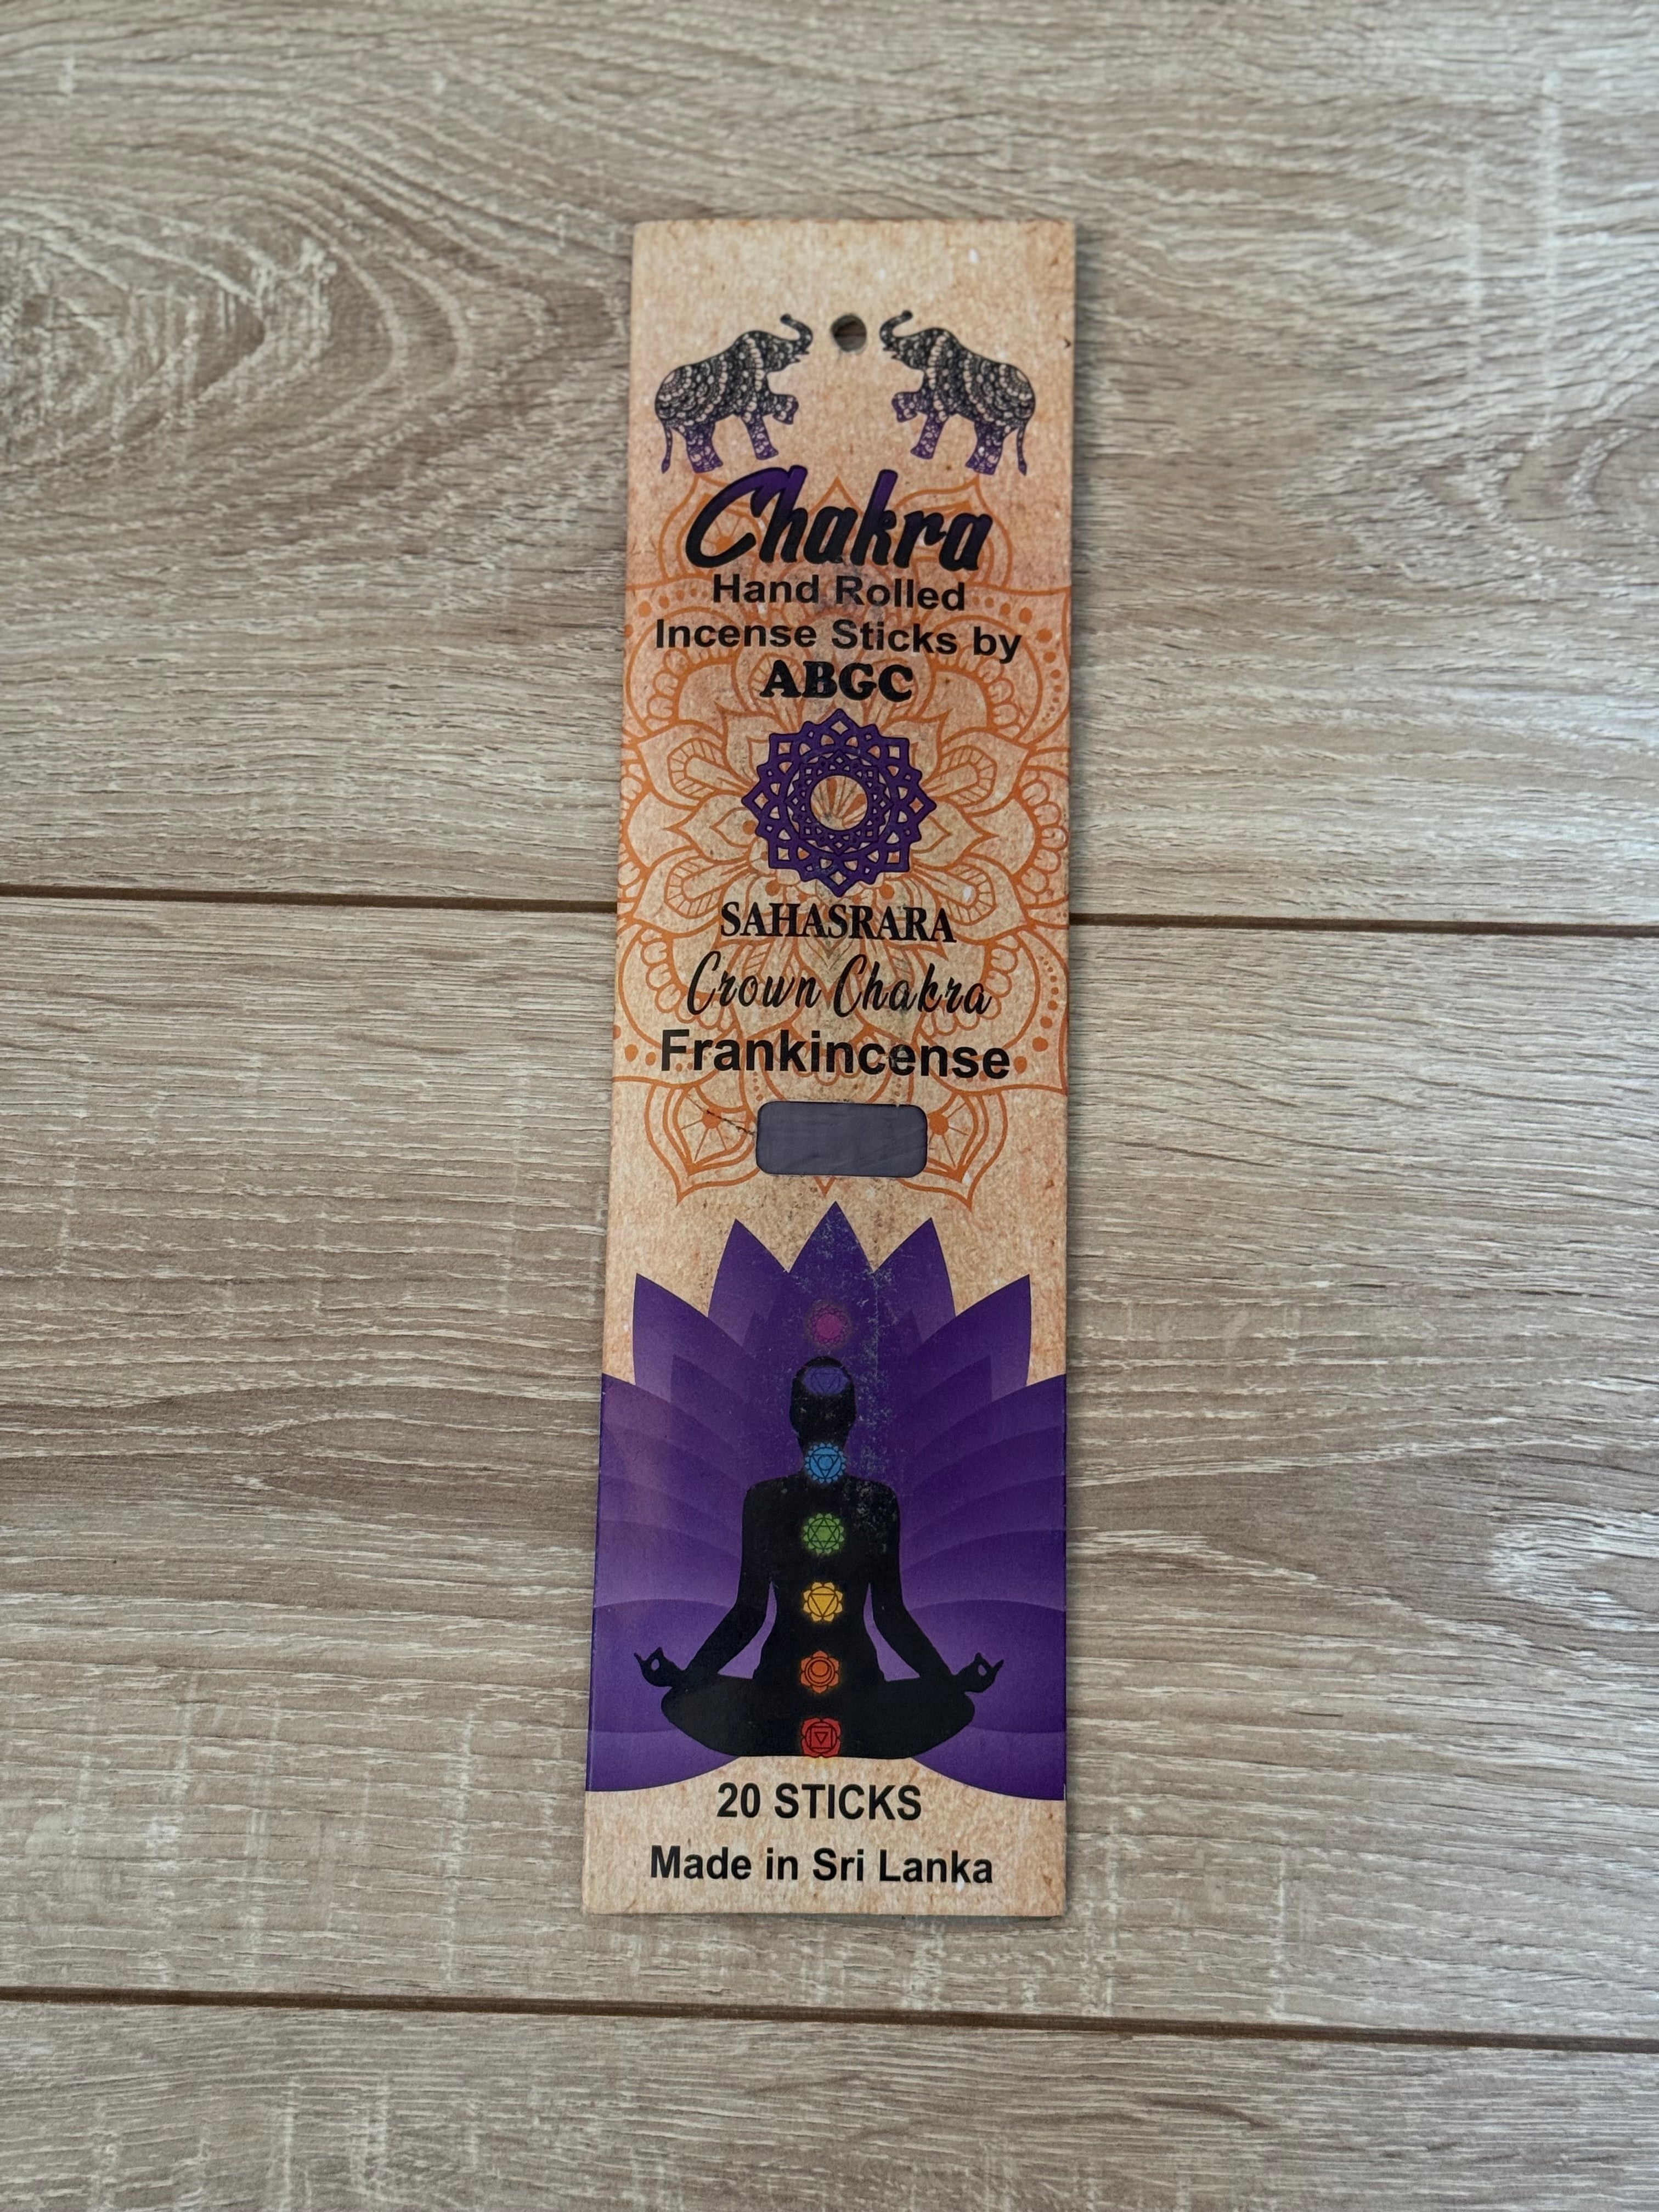 Chakra
Hand Rolled
Incense Sticks by
ABGC
SAHASRARA
Crown Chakra
Frankincense
20 STICKS
Made in Sri Lanka